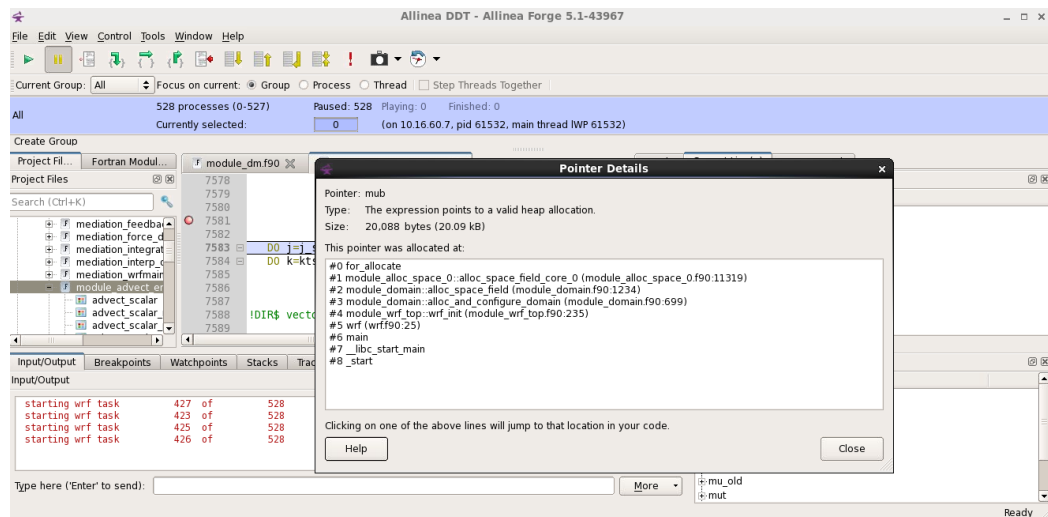 Allinea DDT - Allinea Forge 5.1-43967
File Edit View Control Tools Window Help
Current Group: All Focus on current: Group Process Thread Step Threads Together
All
528 processes (0-527) Paused: 528 Playing: 0 Finished: 0
Currently selected: 0 (on 10.16.60.7, pid 61532, main thread lWP 61532)
Create Group
Project Fil... Fortran Modul...
Project Files
Search (Ctrl+K)
mediation_feedba
mediation_force_d
mediation_integrat
mediation_interp_
mediation_wrfmain
module_advect_em
advect_scalar
advect_scalar_
advect_scalar_
F module_dm.f90
7578
7579
7580
7581
7582
7583 DO j=j_s
7584 DO k=kts
7585
7586
7587
7588 !DIR$ vecto
7589
Pointer Details
Pointer: mub
Type: The expression points to a valid heap allocation.
Size: 20,088 bytes (20.09 kB)
This pointer was allocated at:
#0 for_allocate
#1 module_alloc_space_0::alloc_space_field_core_0 (module_alloc_space_0.f90:11319)
#2 module_domain::alloc_space_field (module_domain.f90:1234)
#3 module_domain::alloc_and_configure_domain (module_domain.f90:699)
#4 module_wrf_top::wrf_init (module_wrf_top.f90:235)
#5 wrf (wrf.f90:25)
#6 main
#7 __libc_start_main
#8 _start
Clicking on one of the above lines will jump to that location in your code.
Help Close
Input/Output Breakpoints Watchpoints Stacks Trac
Input/Output
starting wrf task 427 of 528
starting wrf task 423 of 528
starting wrf task 425 of 528
starting wrf task 426 of 528
Type here ('Enter' to send): More
mu_old
mut
Ready